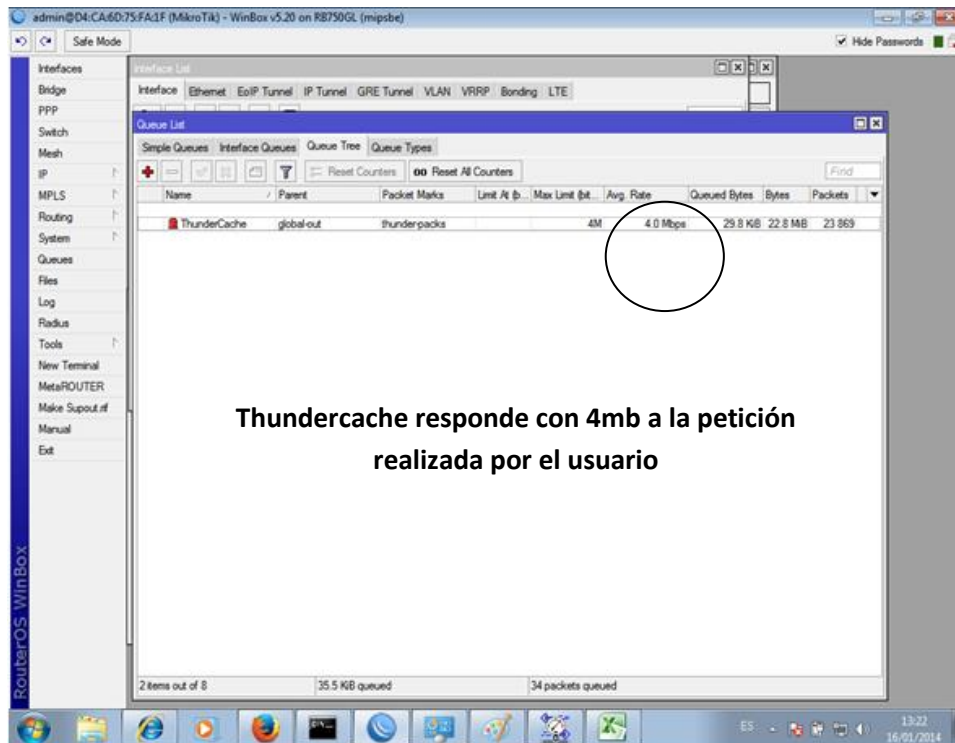 admin@D4:CA:6D:75:FA:1F (MikroTik) - WinBox v5.20 on RB750GL (mipsbe)
Safe Mode
Hide Passwords
Interfaces
Bridge
PPP
Switch
Mesh
IP
MPLS
Routing
System
Queues
Files
Log
Radius
Tools
New Terminal
MetaROUTER
Make Supout.rif
Manual
Exit
RouterOS WinBox
Interface List
Interface Ethernet EoIP Tunnel IP Tunnel GRE Tunnel VLAN VRRP Bonding LTE
Queue List
Simple Queues Interface Queues Queue Tree Queue Types
Reset Counters 00 Reset All Counters Find
Name / Parent Packet Marks Limit At (b... Max Limit (bit... Avg. Rate Queued Bytes Bytes Packets
ThunderCache global-out thunder-packs 4M 4.0 Mbps 29.8 KiB 22.8 MiB 23 869
Thundercache responde con 4mb a la petición
realizada por el usuario
2 items out of 8 35.5 KiB queued 34 packets queued
ES 13:22
16/01/2014